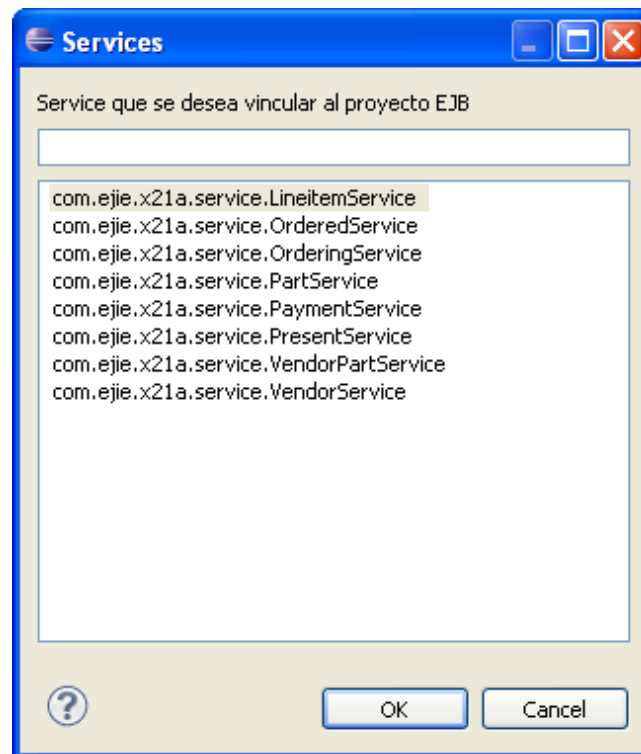 Services
Service que se desea vincular al proyecto EJB
com.ejie.x21a.service.LineitemService
com.ejie.x21a.service.OrderedService
com.ejie.x21a.service.OrderingService
com.ejie.x21a.service.PartService
com.ejie.x21a.service.PaymentService
com.ejie.x21a.service.PresentService
com.ejie.x21a.service.VendorPartService
com.ejie.x21a.service.VendorService
? OK Cancel